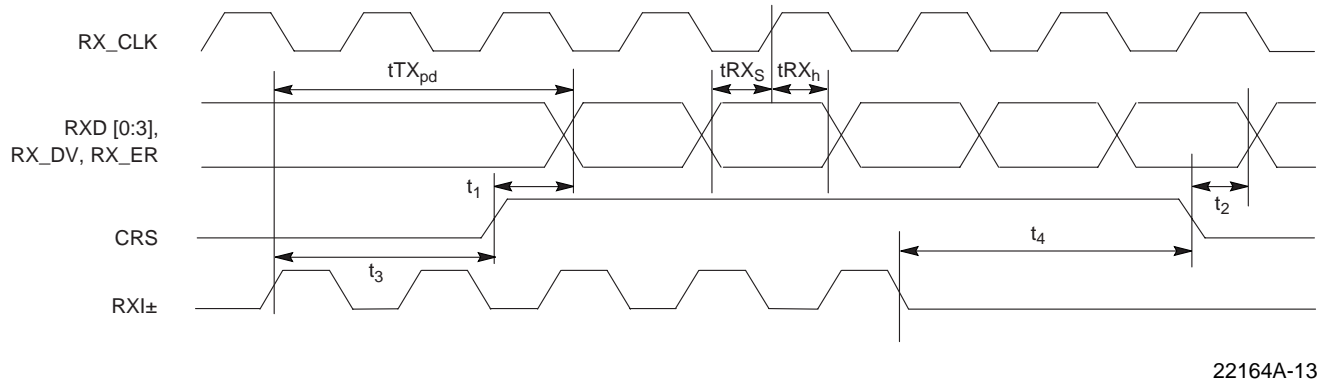 RX_CLK
tTXpd
tRXS
tRXh
RXD [0:3],
RX_DV, RX_ER
t1
t2
CRS
t4
t3
RXI±
22164A-13